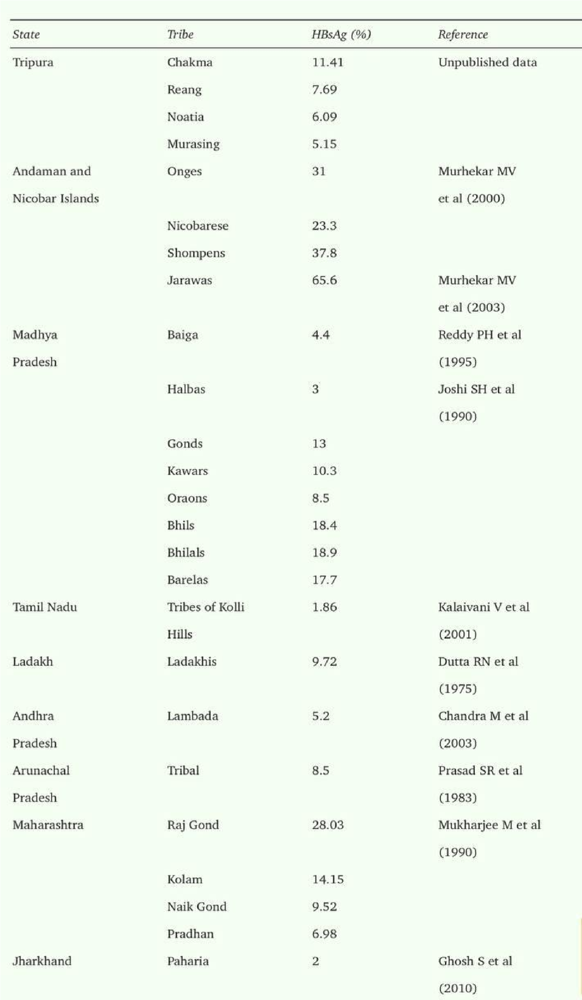 State Tribe HBsAg (%) Reference
Tripura Chakma 11.41 Unpublished data
Reang 7.69
Noatia 6.09
Murasing 5.15
Andaman and Onges 31 Murhekar MV
Nicobar Islands et al (2000)
Nicobarese 23.3
Shompens 37.8
Jarawas 65.6 Murhekar MV
et al (2003)
Madhya Baiga 4.4 Reddy PH et al
Pradesh (1995)
Halbas 3 Joshi SH et al
(1990)
Gonds 13
Kawars 10.3
Oraons 8.5
Bhils 18.4
Bhilals 18.9
Barelas 17.7
Tamil Nadu Tribes of Kolli 1.86 Kalaivani V et al
Hills (2001)
Ladakh Ladakhis 9.72 Dutta RN et al
(1975)
Andhra Lambada 5.2 Chandra M et al
Pradesh (2003)
Arunachal Tribal 8.5 Prasad SR et al
Pradesh (1983)
Maharashtra Raj Gond 28.03 Mukharjee M et al
(1990)
Kolam 14.15
Naik Gond 9.52
Pradhan 6.98
Jharkhand Paharia 2 Ghosh S et al
(2010)